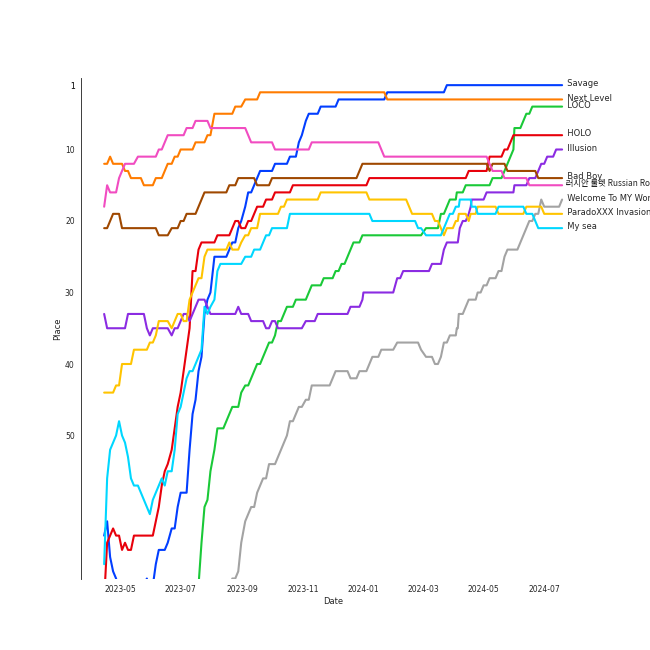 Savage
Next Level
LOCO
HOLO
Illusion
Bad Boy
러시안 룰렛 Russian Ro
Welcome To MY Wor
ParadoXXX Invasion
My sea
1
10
20
30
40
50
Place
2023-05
2023-07
2023-09
2023-11
2024-01
2024-03
2024-05
2024-07
Date